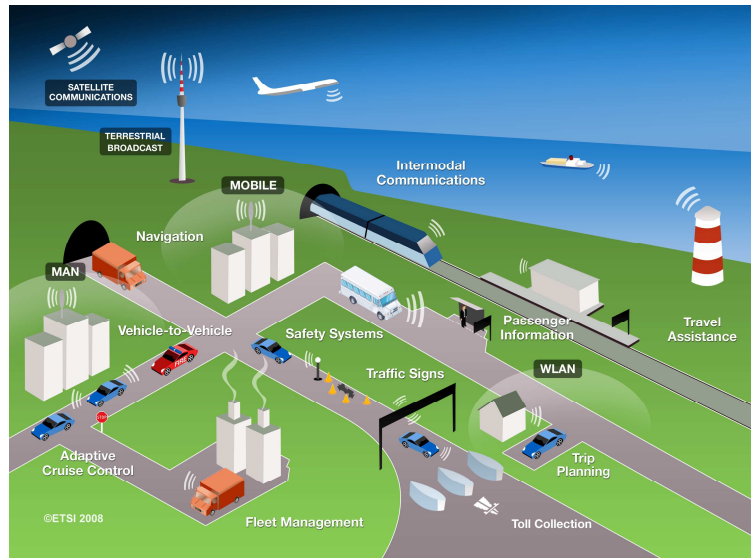 SATELLITE
COMMUNICATIONS
TERRESTRIAL
BROADCAST
Intermodal
Communications
MOBILE
Navigation
MAN
Vehicle-to-Vehicle
Safety Systems
Passenger
Information
Travel
Assistance
Traffic Signs
WLAN
STOP
Adaptive
Cruise Control
Trip
Planning
Fleet Management
Toll Collection
©ETSI 2008